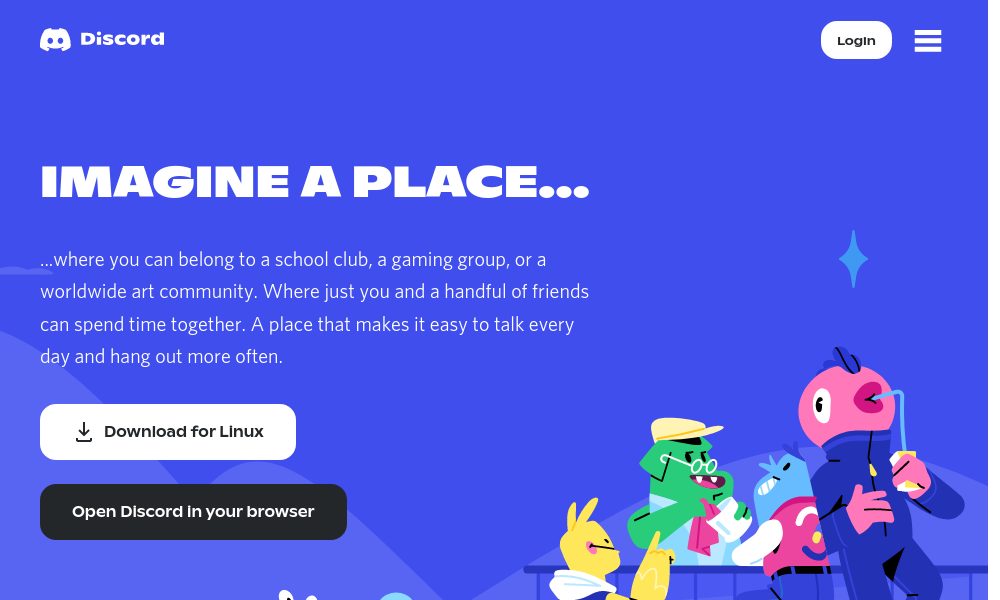 Discord
Login
IMAGINE A PLACE...
...where you can belong to a school club, a gaming group, or a
worldwide art community. Where just you and a handful of friends
can spend time together. A place that makes it easy to talk every
day and hang out more often.
Download for Linux
Open Discord in your browser